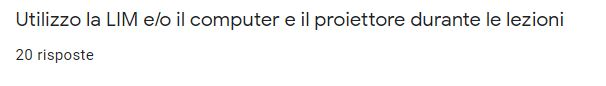 Utilizzo la LIM e/o il computer e il proiettore durante le lezioni
20 risposte